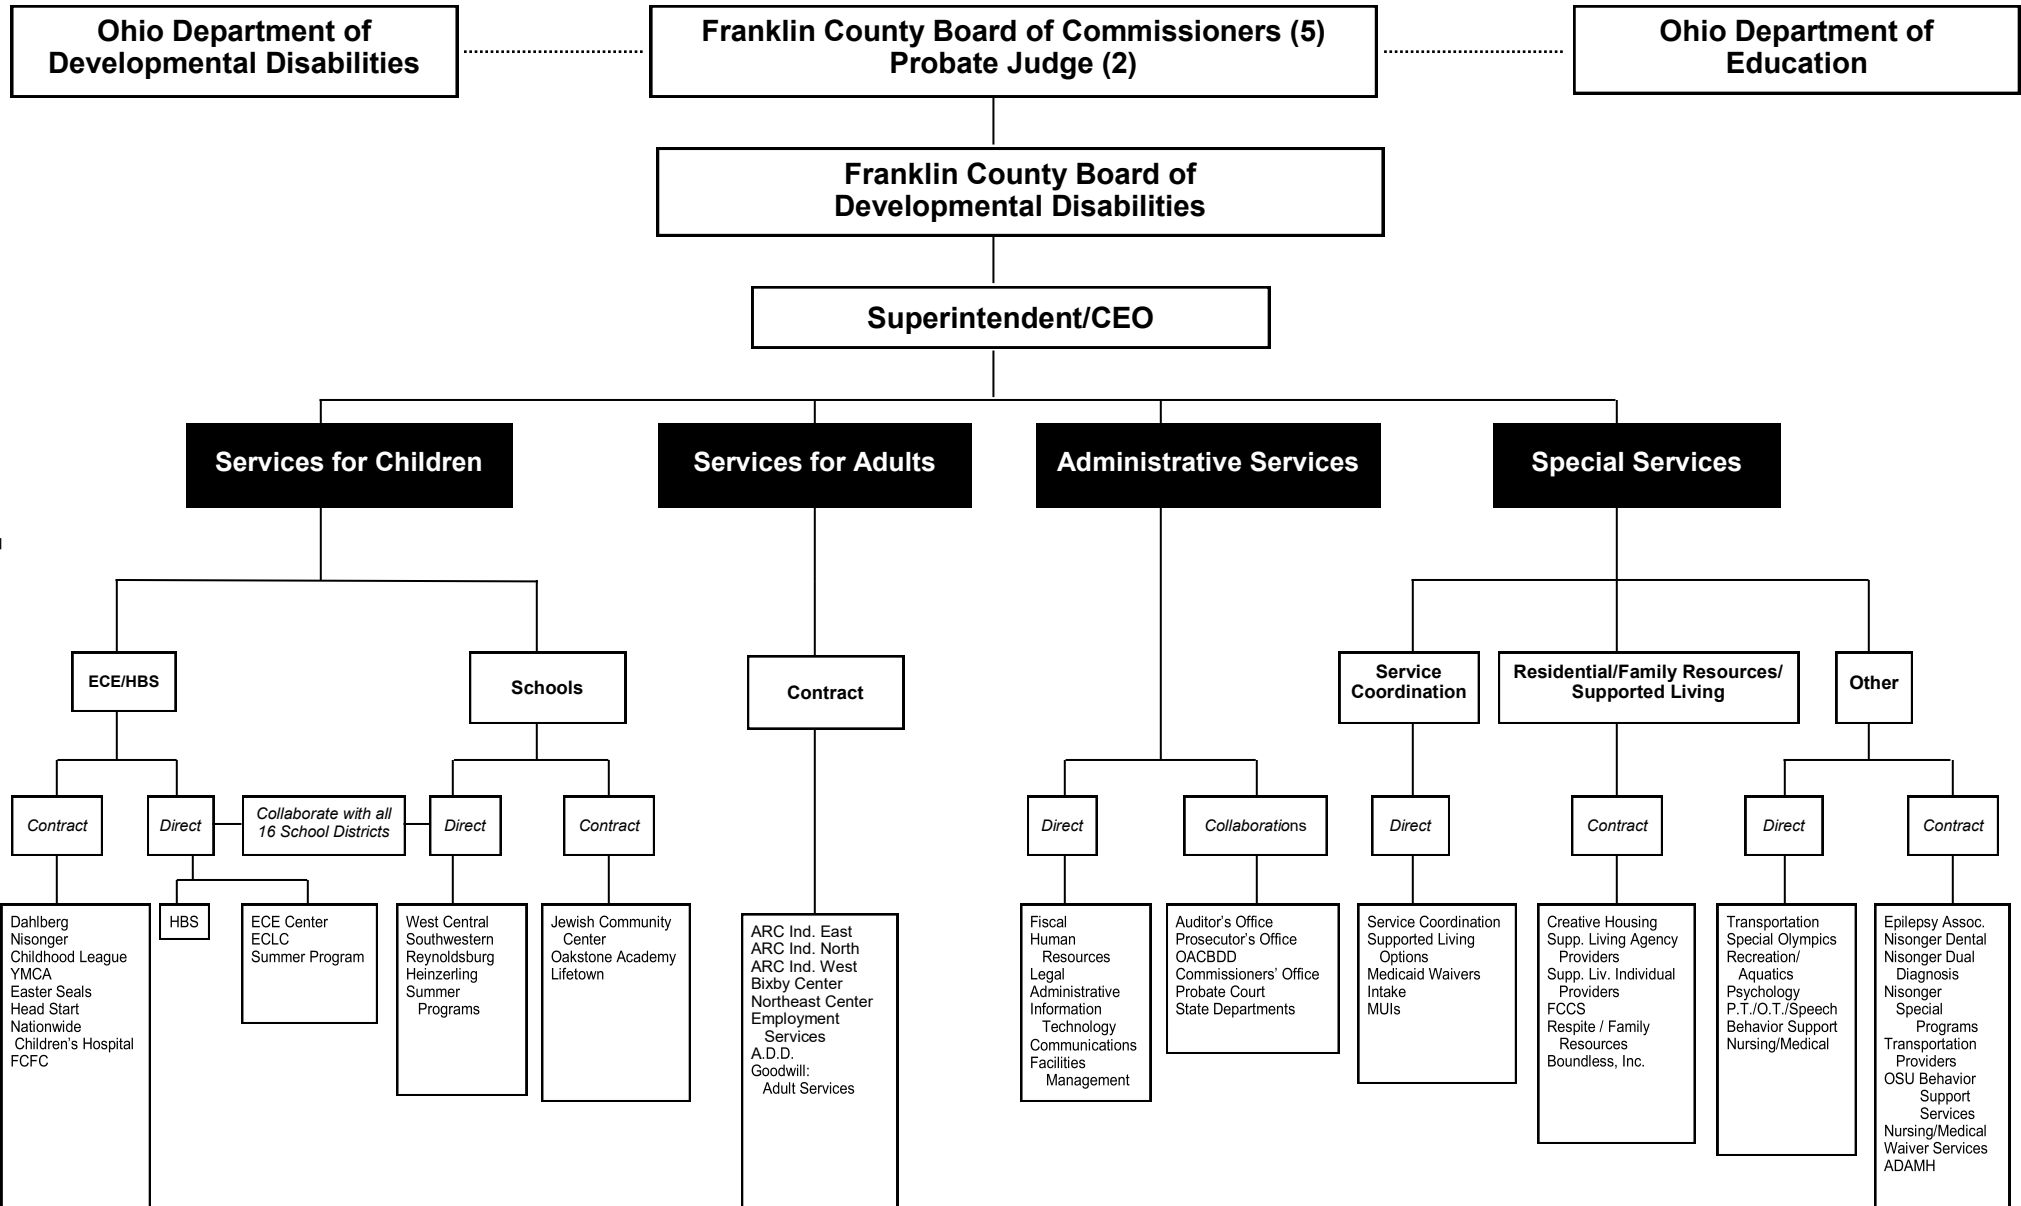 Ohio Department of
Developmental Disabilities
Franklin County Board of Commissioners (5)
Probate Judge (2)
Ohio Department of
Education
Franklin County Board of
Developmental Disabilities
Superintendent/CEO
Services for Children
Services for Adults
Administrative Services
Special Services
ECE/HBS
Schools
Contract
Service
Coordination
Residential/Family Resources/
Supported Living
Other
Contract
Direct
Collaborate with all
16 School Districts
Direct
Contract
Direct
Collaborations
Direct
Contract
Direct
Contract
Dahlberg
Nisonger
Childhood League
YMCA
Easter Seals
Head Start
Nationwide
Children's Hospital
FCFC
HBS
ECE Center
ECLC
Summer Program
West Central
Southwestern
Reynoldsburg
Heinzerling
Summer
Programs
Jewish Community
Center
Oakstone Academy
Lifetown
ARC Ind. East
ARC Ind. North
ARC Ind. West
Bixby Center
Northeast Center
Employment
Services
A.D.D.
Goodwill:
Adult Services
Fiscal
Human
Resources
Legal
Administrative
Information
Technology
Communications
Facilities
Management
Auditor's Office
Prosecutor's Office
OACBDD
Commissioners' Office
Probate Court
State Departments
Service Coordination
Supported Living
Options
Medicaid Waivers
Intake
MUIs
Creative Housing
Supp. Living Agency
Providers
Supp. Liv. Individual
Providers
FCCS
Respite / Family
Resources
Boundless, Inc.
Transportation
Special Olympics
Recreation/
Aquatics
Psychology
P.T./O.T./Speech
Behavior Support
Nursing/Medical
Epilepsy Assoc.
Nisonger Dental
Nisonger Dual
Diagnosis
Nisonger
Special
Programs
Transportation
Providers
OSU Behavior
Support
Services
Nursing/Medical
Waiver Services
ADAMH